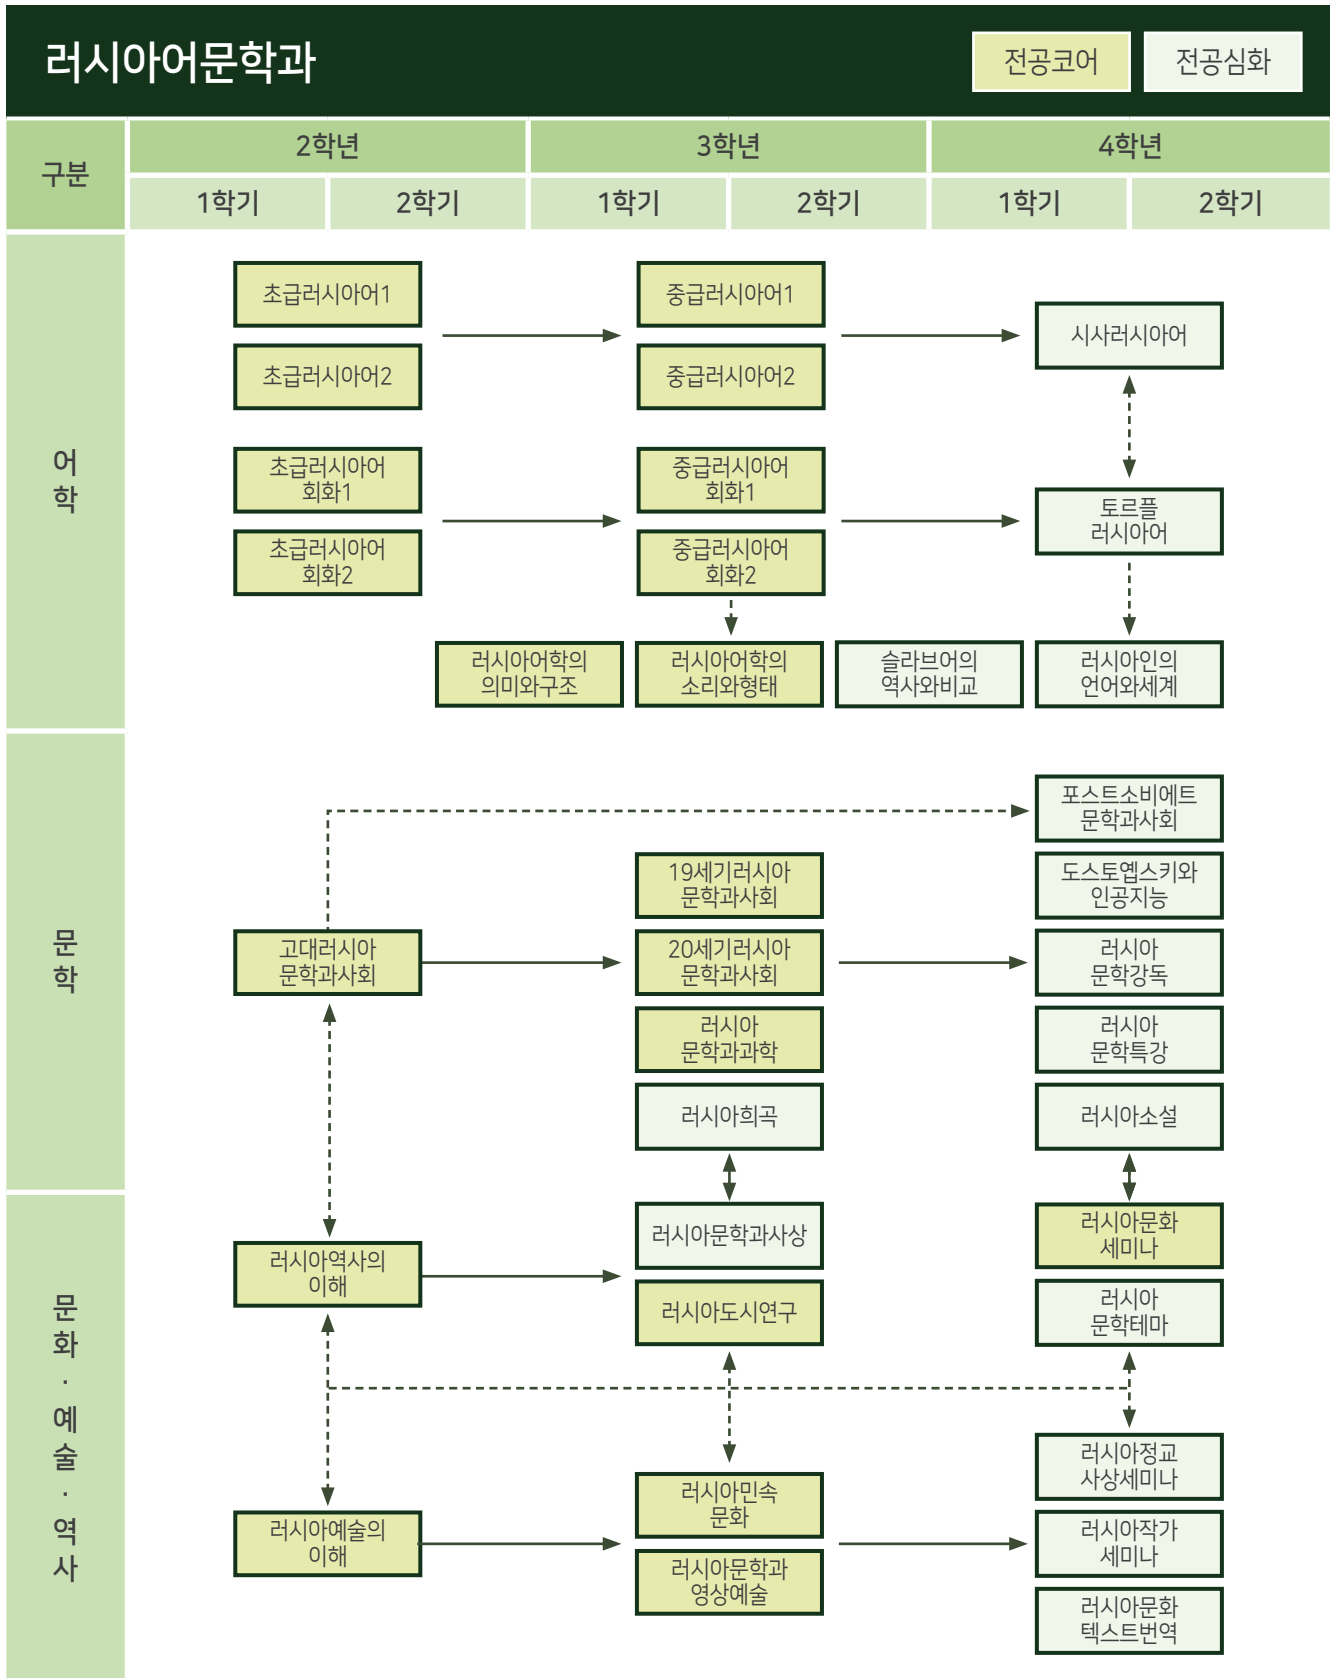 러시아어문학과
전공코어
전공심화
구분
2학년
3학년
4학년
1학기
2학기
1학기
2학기
1학기
2학기
어
학
초급러시아어1
중급러시아어1
시사러시아어
초급러시아어2
중급러시아어2
초급러시아어
회화1
중급러시아어
회화1
토르플
러시아어
초급러시아어
회화2
중급러시아어
회화2
러시아어학의
의미와구조
러시아어학의
소리와형태
슬라브어의
역사와비교
러시아인의
언어와세계
문
학
포스트소비에트
문학과사회
19세기러시아
문학과사회
도스토옙스키와
인공지능
고대러시아
문학과사회
20세기러시아
문학과사회
러시아
문학강독
러시아
문학과과학
러시아
문학특강
러시아희곡
러시아소설
문
화
·
예
술
·
역
사
러시아문학과사상
러시아문화
세미나
러시아역사의
이해
러시아도시연구
러시아
문학테마
러시아정교
사상세미나
러시아민속
문화
러시아예술의
이해
러시아작가
세미나
러시아문학과
영상예술
러시아문화
텍스트번역